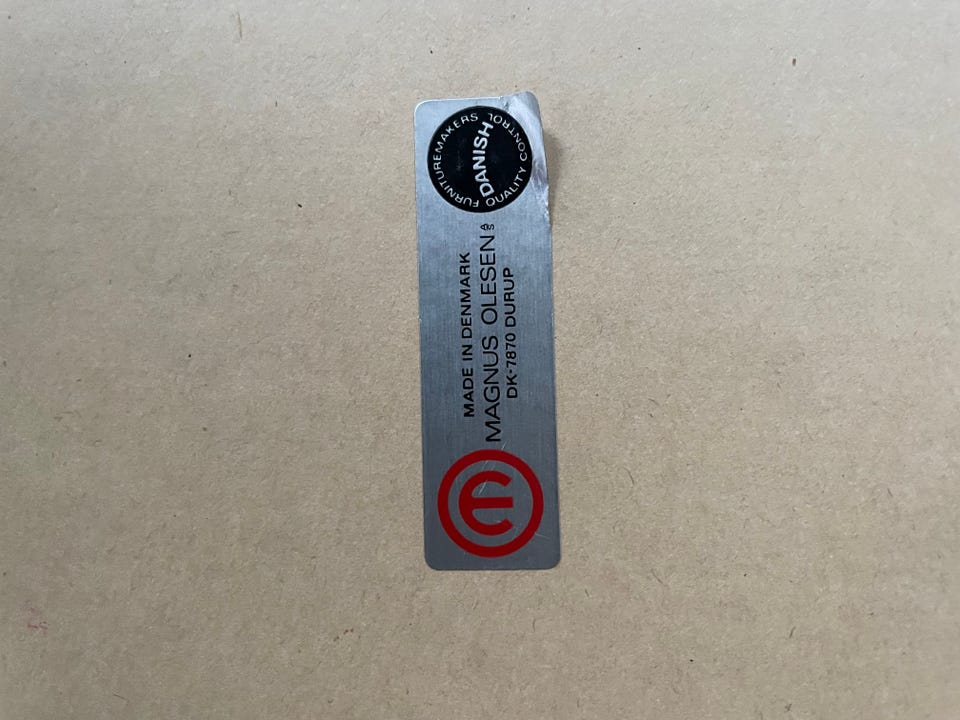 FURNITUREMAKERS
DANISH
QUALITY CONTROL
MADE IN DENMARK
MAGNUS OLESEN A/S
DK-7870 DURUP